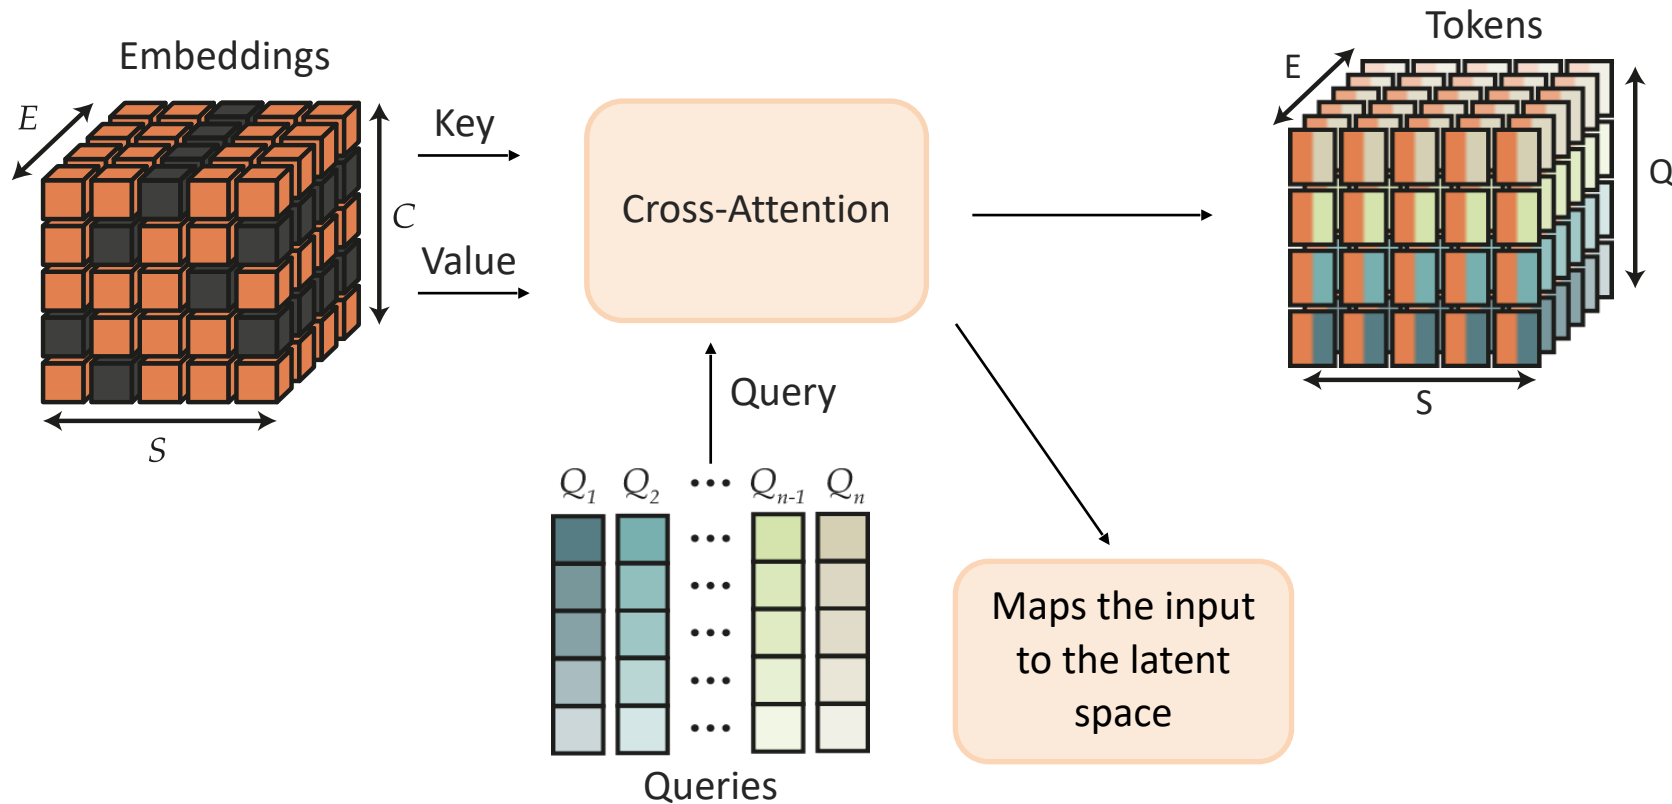 Embeddings
E
C
S
Key
Value
Cross-Attention
Query
Q1 Q2 ... Qn-1 Qn
Queries
Tokens
E
Q
S
Maps the input
to the latent
space